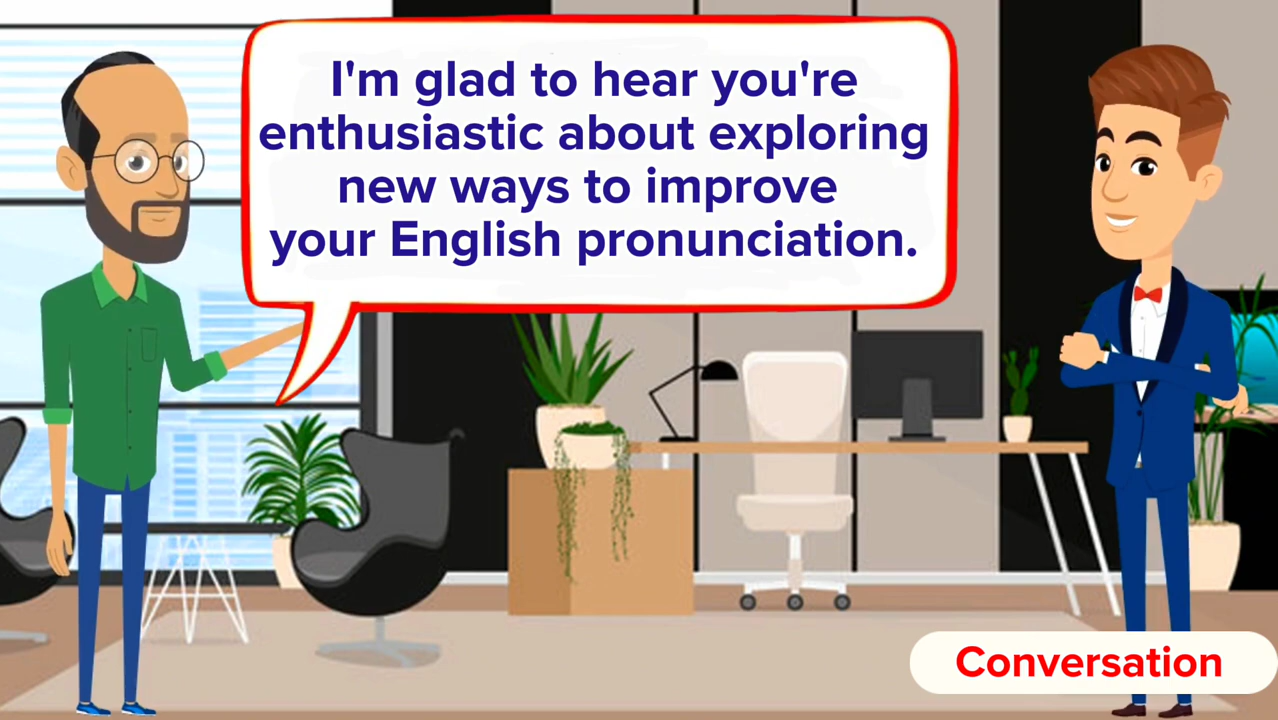 I'm glad to hear you're
enthusiastic about exploring
new ways to improve
your English pronunciation.
Conversation